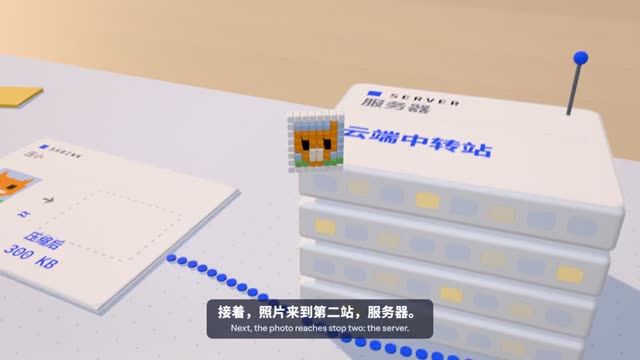 SERVER
服务器
云端中转站
SHRINK
压缩后
300 KB
接着，照片来到第二站，服务器。
Next, the photo reaches stop two: the server.